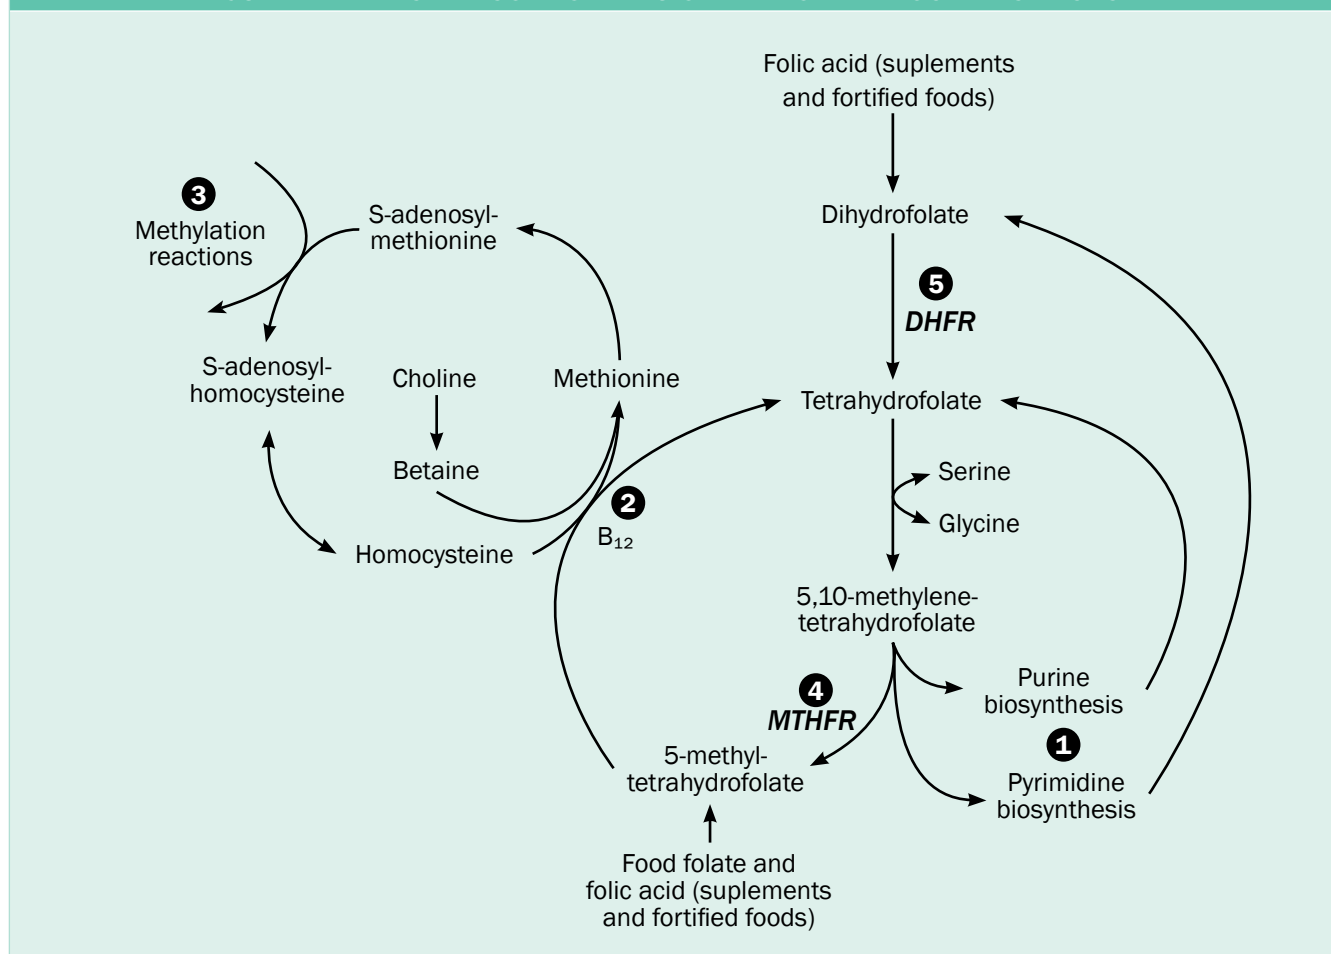 Folic acid (suplements
and fortified foods)
3
Methylation
reactions
S-adenosyl-
methionine
Dihydrofolate
5
DHFR
S-adenosyl-
homocysteine
Choline
Methionine
Tetrahydrofolate
Betaine
Serine
2
B₁₂
Glycine
Homocysteine
5,10-methylene-
tetrahydrofolate
4
MTHFR
Purine
biosynthesis
1
5-methyl-
tetrahydrofolate
Pyrimidine
biosynthesis
Food folate and
folic acid (suplements
and fortified foods)